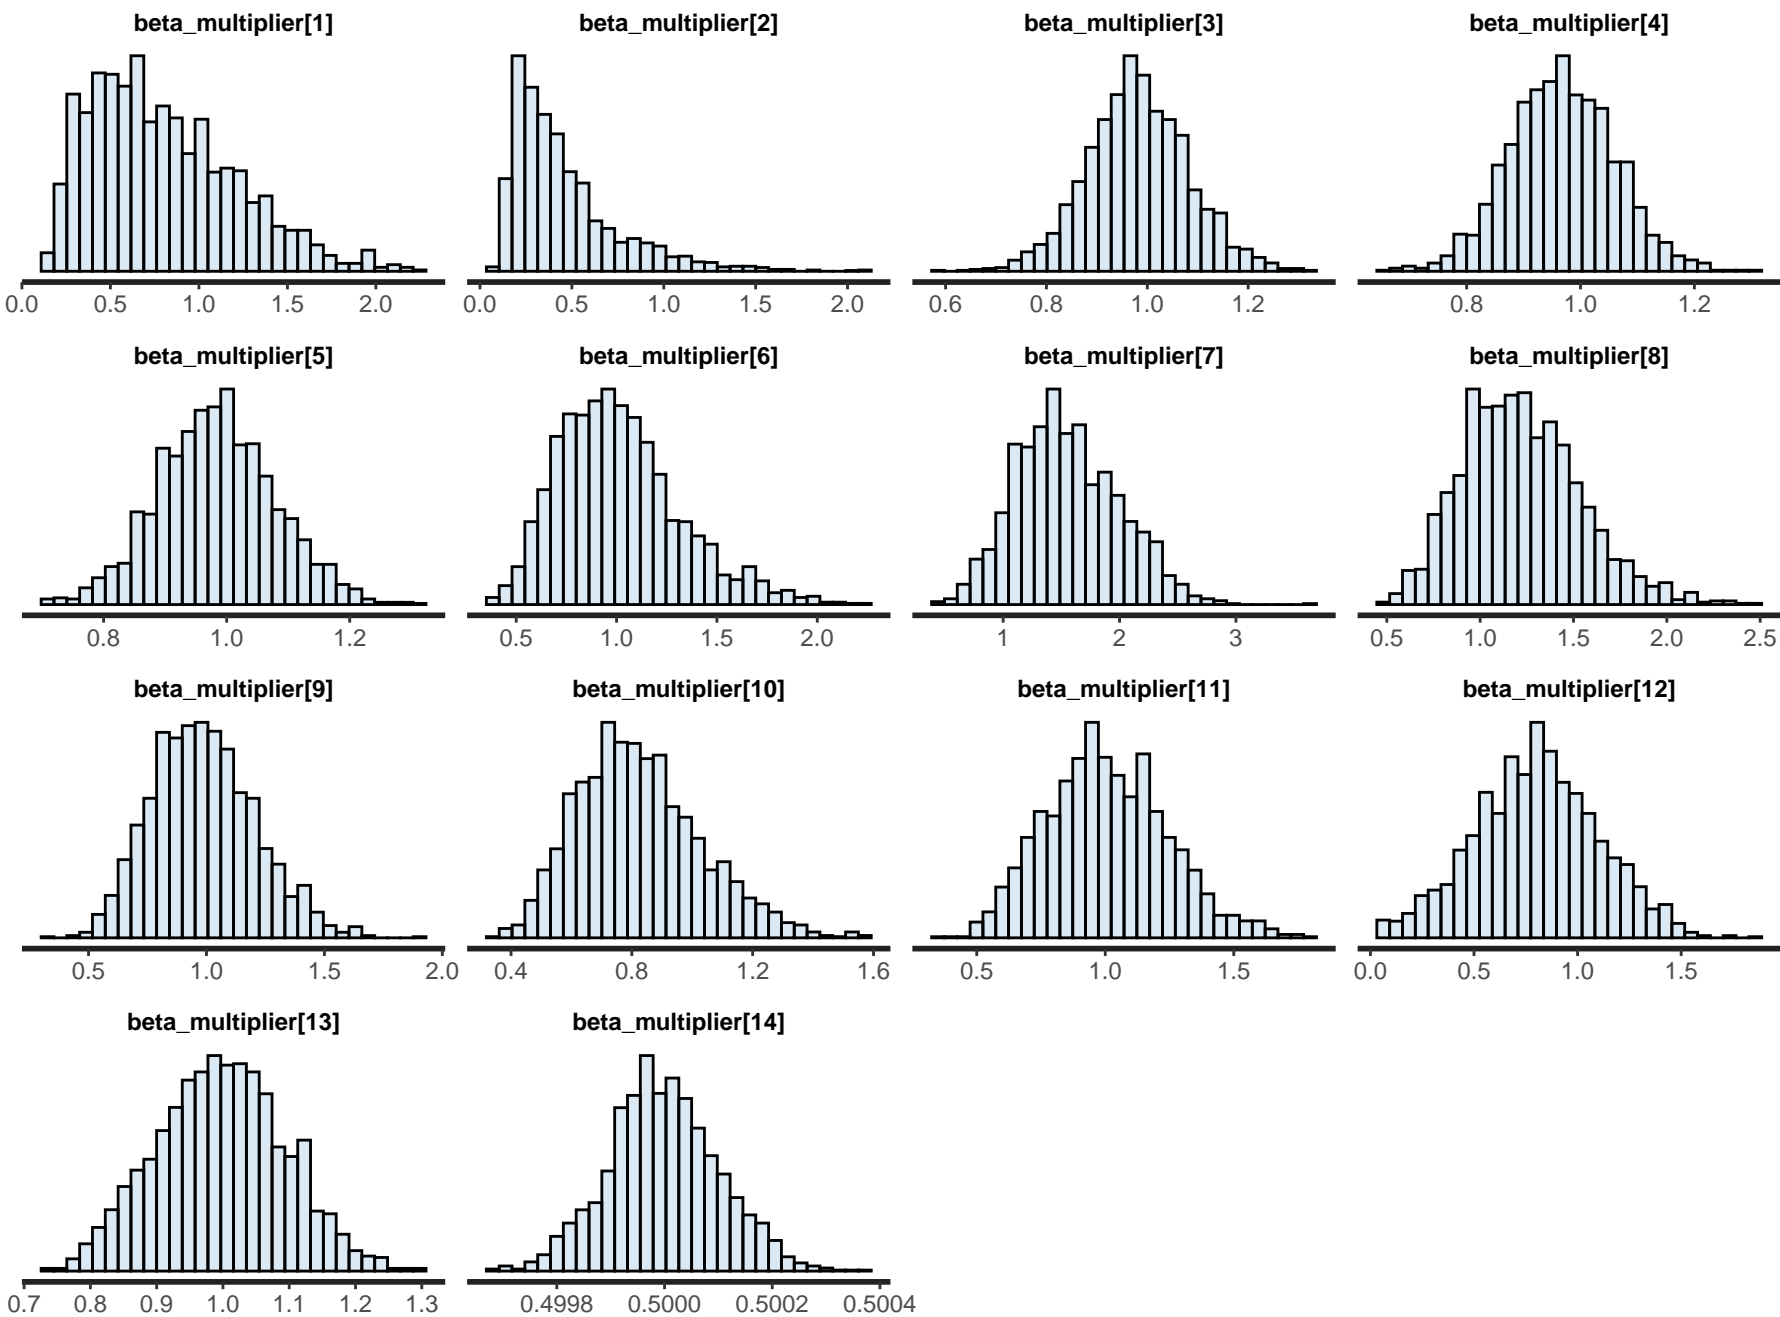 beta_multiplier[1] beta_multiplier[2] beta_multiplier[3] beta_multiplier[4]
0.0 0.5 1.0 1.5 2.0 0.0 0.5 1.0 1.5 2.0 0.6 0.8 1.0 1.2 0.8 1.0 1.2
beta_multiplier[5] beta_multiplier[6] beta_multiplier[7] beta_multiplier[8]
0.8 1.0 1.2 0.5 1.0 1.5 2.0 1 2 3 0.5 1.0 1.5 2.0 2.5
beta_multiplier[9] beta_multiplier[10] beta_multiplier[11] beta_multiplier[12]
0.5 1.0 1.5 2.0 0.4 0.8 1.2 1.6 0.5 1.0 1.5 0.0 0.5 1.0 1.5
beta_multiplier[13] beta_multiplier[14]
0.7 0.8 0.9 1.0 1.1 1.2 1.3 0.4998 0.5000 0.5002 0.5004